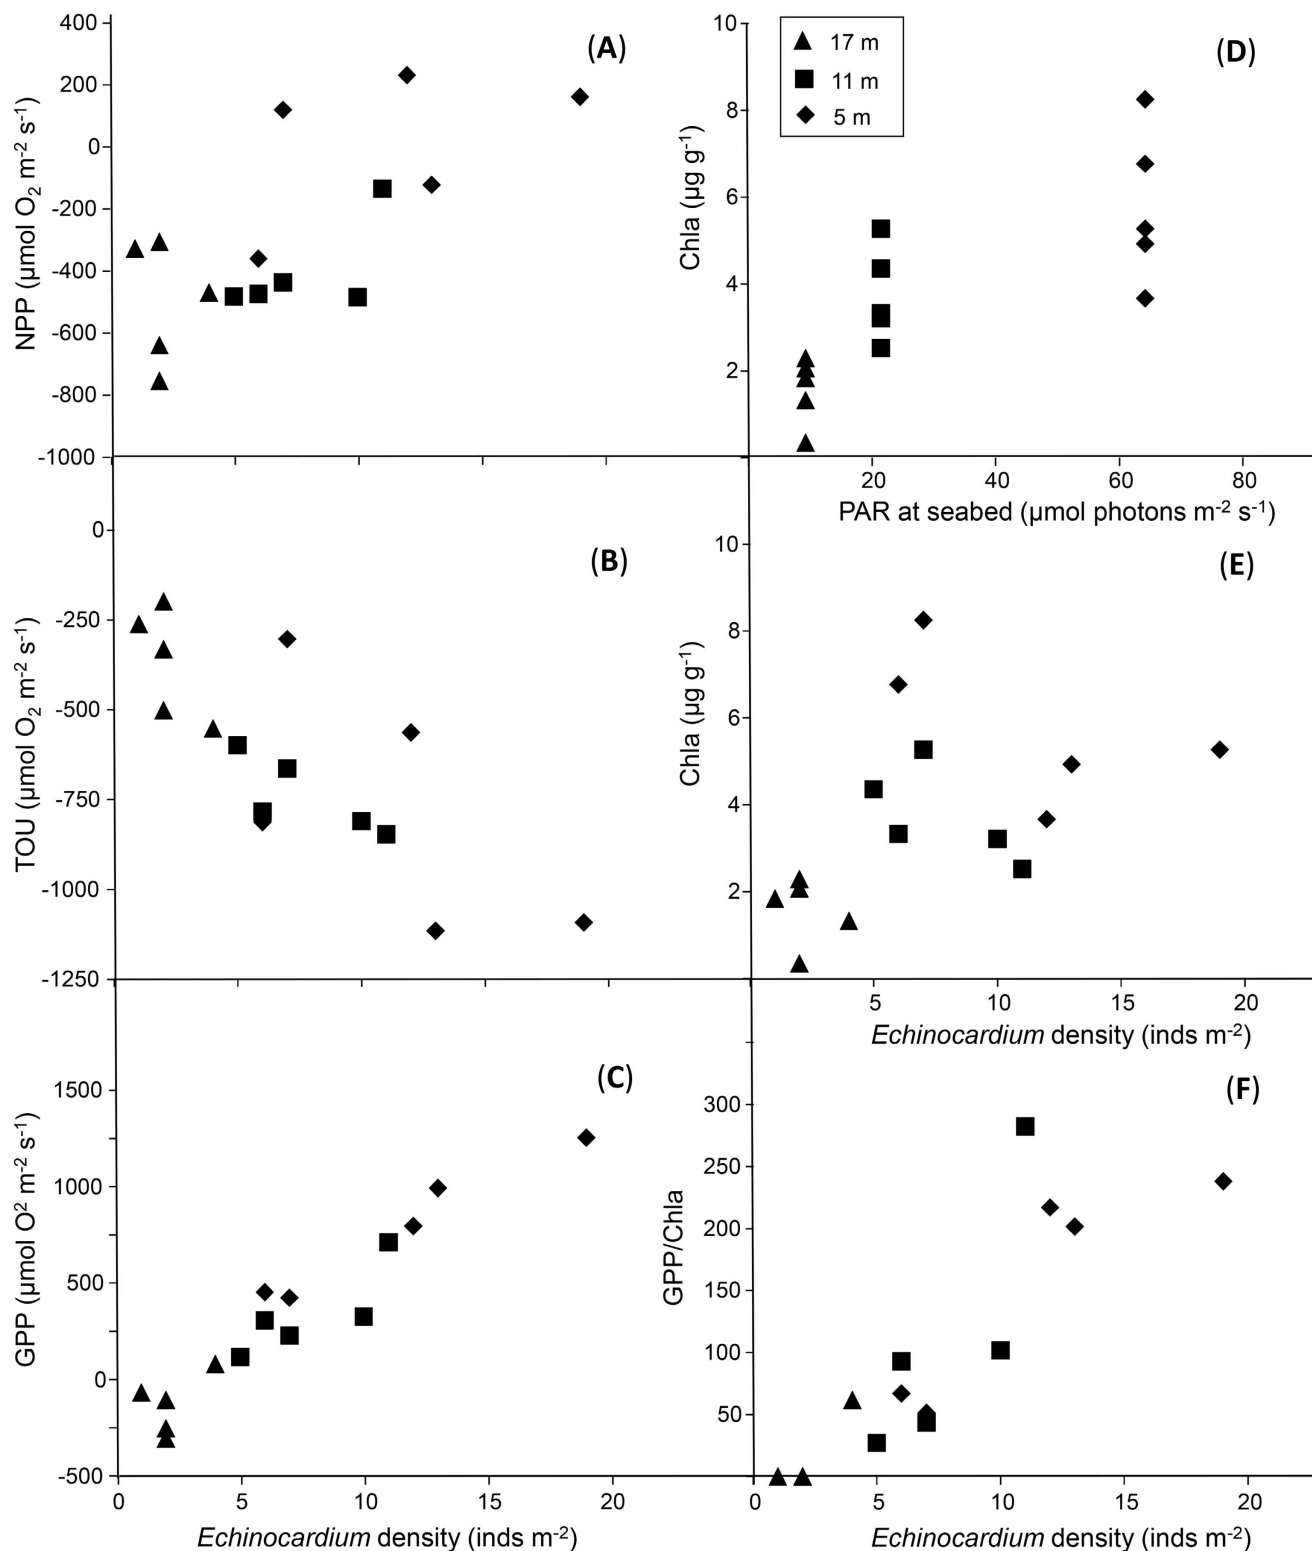 (A)
NPP (µmol O₂ m⁻² s⁻¹)
400
200
0
-200
-400
-600
-800
-1000
(D)
17 m
11 m
5 m
Chla (µg g⁻¹)
10
8
6
4
2
20 40 60 80
PAR at seabed (µmol photons m⁻² s⁻¹)
(B)
TOU (µmol O₂ m⁻² s⁻¹)
0
-250
-500
-750
-1000
-1250
(E)
Chla (µg g⁻¹)
10
8
6
4
2
5 10 15 20
Echinocardium density (inds m⁻²)
(C)
GPP (µmol O² m⁻² s⁻¹)
1500
1000
500
0
-500
0 5 10 15 20
Echinocardium density (inds m⁻²)
(F)
GPP/Chla
300
250
200
150
100
50
0 5 10 15 20
Echinocardium density (inds m⁻²)